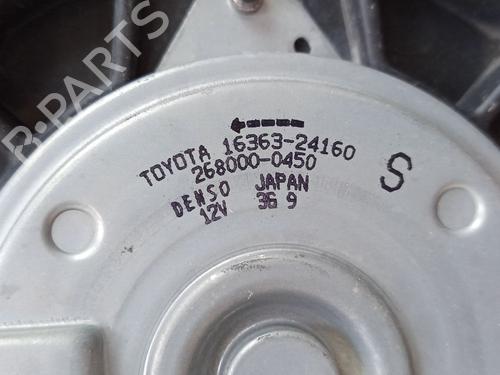 TOYOTA 16363-24160
268000-0450
DENSO JAPAN
12V 36 9
S
B-PARTS